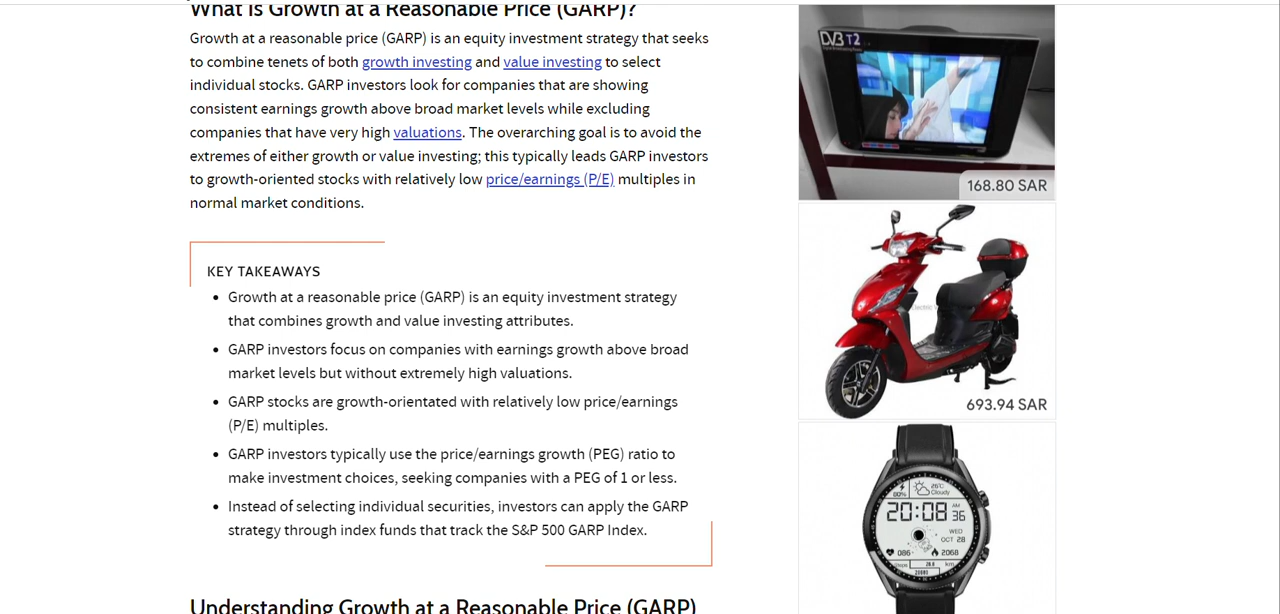 What is Growth at a Reasonable Price (GARP)?
Growth at a reasonable price (GARP) is an equity investment strategy that seeks
to combine tenets of both growth investing and value investing to select
individual stocks. GARP investors look for companies that are showing
consistent earnings growth above broad market levels while excluding
companies that have very high valuations. The overarching goal is to avoid the
extremes of either growth or value investing; this typically leads GARP investors
to growth-oriented stocks with relatively low price/earnings (P/E) multiples in
normal market conditions.
KEY TAKEAWAYS
• Growth at a reasonable price (GARP) is an equity investment strategy
that combines growth and value investing attributes.
• GARP investors focus on companies with earnings growth above broad
market levels but without extremely high valuations.
• GARP stocks are growth-orientated with relatively low price/earnings
(P/E) multiples.
• GARP investors typically use the price/earnings growth (PEG) ratio to
make investment choices, seeking companies with a PEG of 1 or less.
• Instead of selecting individual securities, investors can apply the GARP
strategy through index funds that track the S&P 500 GARP Index.
Understanding Growth at a Reasonable Price (GARP)
DVB T2
168.80 SAR
693.94 SAR
80%
26°C
Cloudy
20:08 AM 36
WED
OCT 28
086
2068
km